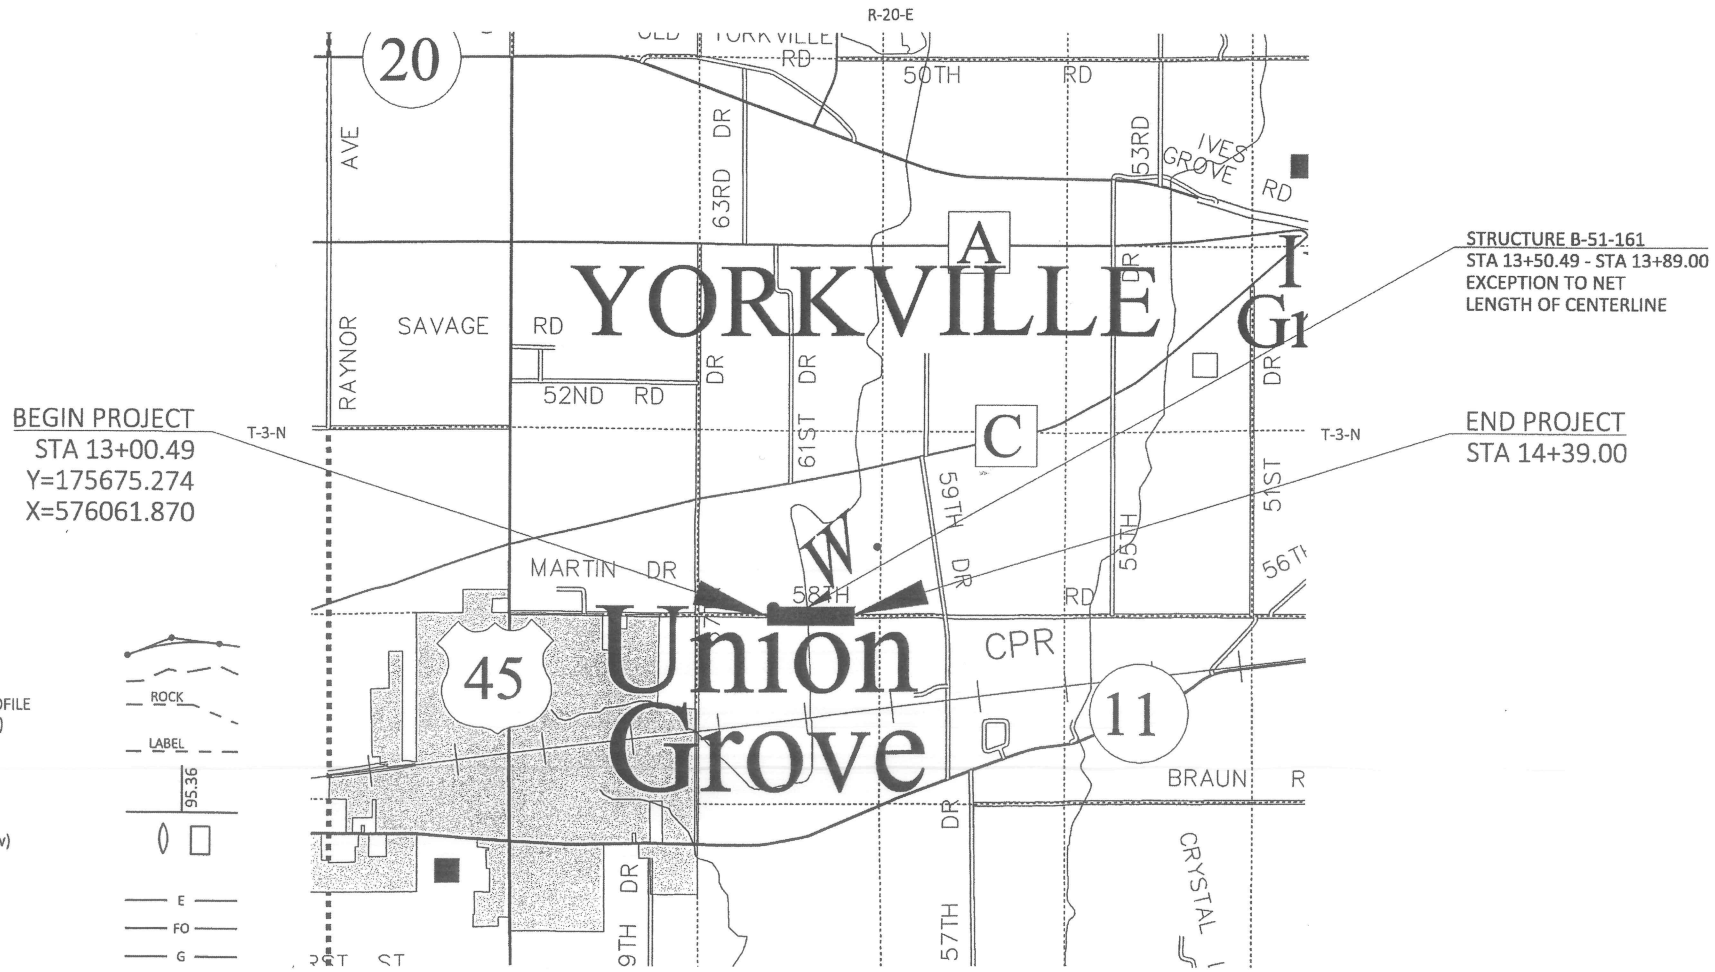 R-20-E
20
YORKVILLE
RD
50TH RD
AVE
63RD DR
53RD
DR
IVES
GROVE RD
A
YORKVILLE
STRUCTURE B-51-161
STA 13+50.49 - STA 13+89.00
EXCEPTION TO NET
LENGTH OF CENTERLINE
RAYNOR
SAVAGE RD
52ND RD
DR
61ST DR
51ST DR
C
BEGIN PROJECT
STA 13+00.49
Y=175675.274
X=576061.870
T-3-N
T-3-N
END PROJECT
STA 14+39.00
59TH DR
55TH
W
MARTIN DR
58TH RD
Union
Grove
45
CPR
11
BRAUN
ROCK
LABEL
95.36
DR
57TH
CRYSTAL
E
FO
G
DR
ST